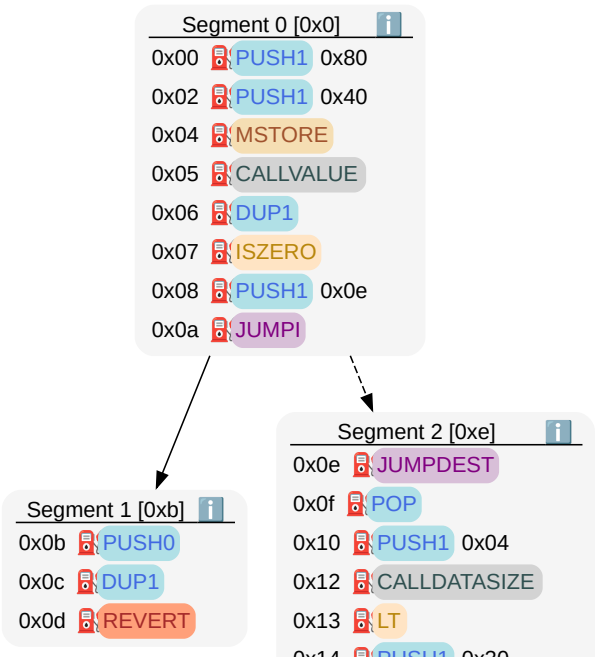 Segment 0 [0x0] ℹ️
0x00 ⛽PUSH1 0x80
0x02 ⛽PUSH1 0x40
0x04 ⛽MSTORE
0x05 ⛽CALLVALUE
0x06 ⛽DUP1
0x07 ⛽ISZERO
0x08 ⛽PUSH1 0x0e
0x0a ⛽JUMPI
Segment 1 [0xb] ℹ️
0x0b ⛽PUSH0
0x0c ⛽DUP1
0x0d ⛽REVERT
Segment 2 [0xe] ℹ️
0x0e ⛽JUMPDEST
0x0f ⛽POP
0x10 ⛽PUSH1 0x04
0x12 ⛽CALLDATASIZE
0x13 ⛽LT
0x14 ⛽PUSH1